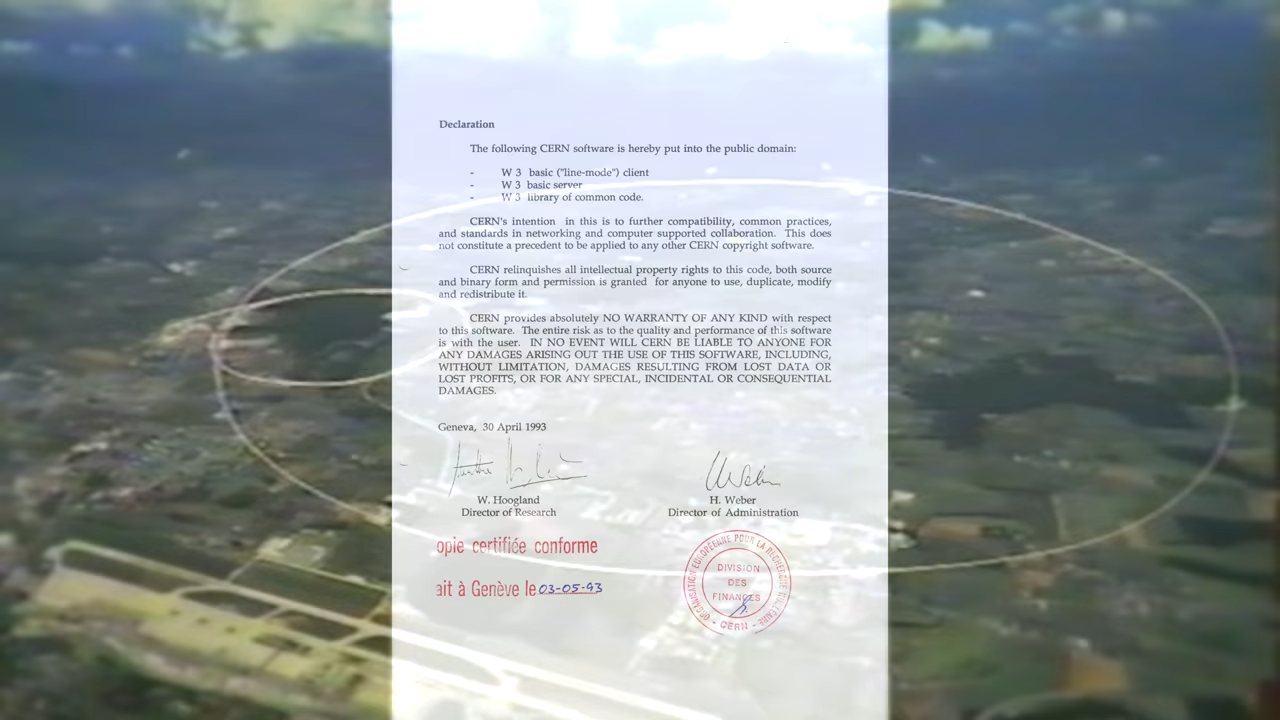 Declaration
The following CERN software is hereby put into the public domain:
- W 3 basic ("line-mode") client
- W 3 basic server
- W 3 library of common code.
CERN's intention in this is to further compatibility, common practices,
and standards in networking and computer supported collaboration. This does
not constitute a precedent to be applied to any other CERN copyright software.
CERN relinquishes all intellectual property rights to this code, both source
and binary form and permission is granted for anyone to use, duplicate, modify
and redistribute it.
CERN provides absolutely NO WARRANTY OF ANY KIND with respect
to this software. The entire risk as to the quality and performance of this software
is with the user. IN NO EVENT WILL CERN BE LIABLE TO ANYONE FOR
ANY DAMAGES ARISING OUT THE USE OF THIS SOFTWARE, INCLUDING,
WITHOUT LIMITATION, DAMAGES RESULTING FROM LOST DATA OR
LOST PROFITS, OR FOR ANY SPECIAL, INCIDENTAL OR CONSEQUENTIAL
DAMAGES.
Geneva, 30 April 1993
W. Hoogland
Director of Research
H. Weber
Director of Administration
opie certifiée conforme
ait à Genève le 03-05-93
ORGANISATION EUROPÉENNE POUR LA RECHERCHE NUCLÉAIRE
DIVISION
DES
FINANCES
CERN